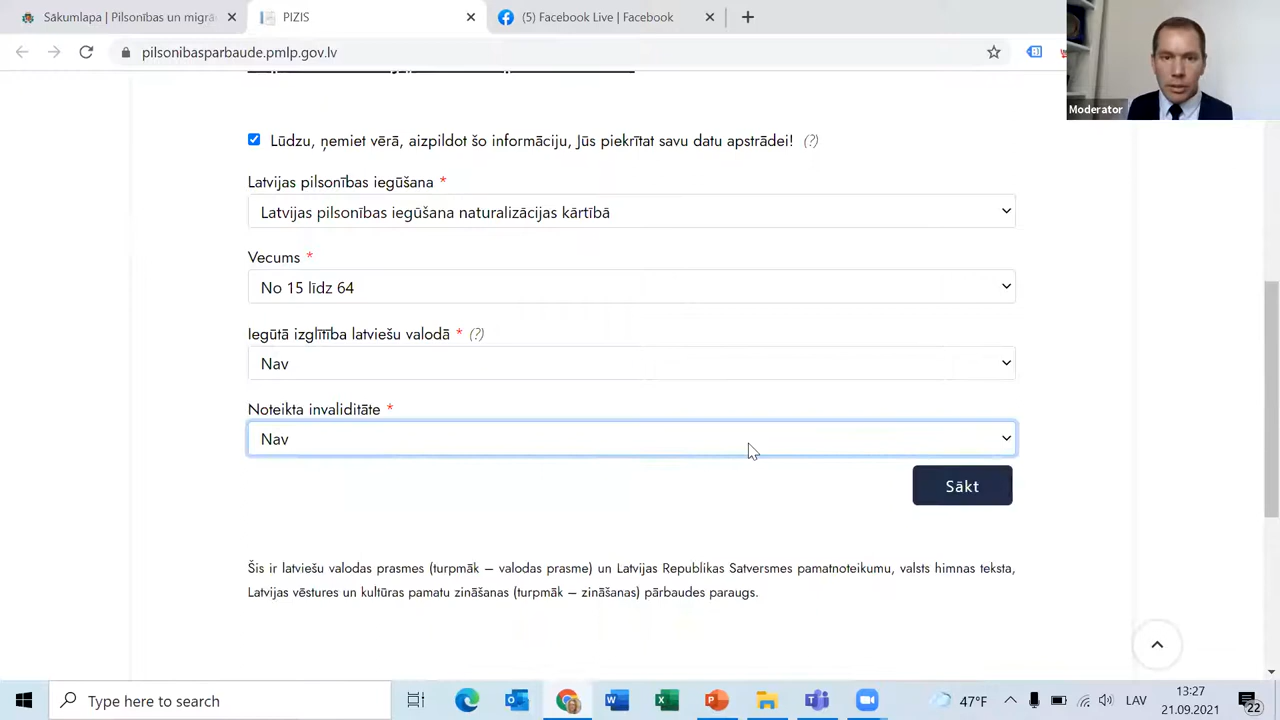 Sākumlapa | Pilsonības un migrā
PIZIS
(5) Facebook Live | Facebook
pilsonibasparbaude.pmlp.gov.lv
Moderator
Lūdzu, ņemiet vērā, aizpildot šo informāciju, Jūs piekrītat savu datu apstrādei! (?)
Latvijas pilsonības iegūšana *
Latvijas pilsonības iegūšana naturalizācijas kārtībā
Vecums *
No 15 līdz 64
Iegūtā izglītība latviešu valodā * (?)
Nav
Noteikta invaliditāte *
Nav
Sākt
Šis ir latviešu valodas prasmes (turpmāk – valodas prasme) un Latvijas Republikas Satversmes pamatnoteikumu, valsts himnas teksta,
Latvijas vēstures un kultūras pamatu zināšanas (turpmāk – zināšanas) pārbaudes paraugs.
Type here to search
47°F
LAV
13:27
21.09.2021
22